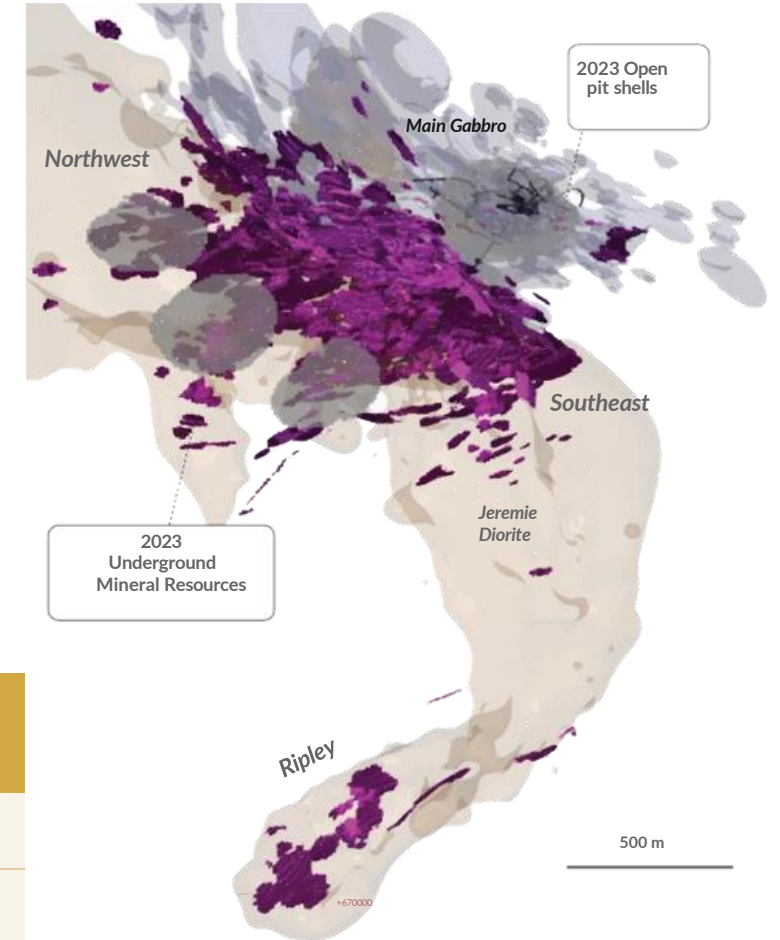 2023 Open
pit shells
Main Gabbro
Northwest
Southeast
Jeremie
Diorite
2023
Underground
Mineral Resources
Ripley
500 m
+670000